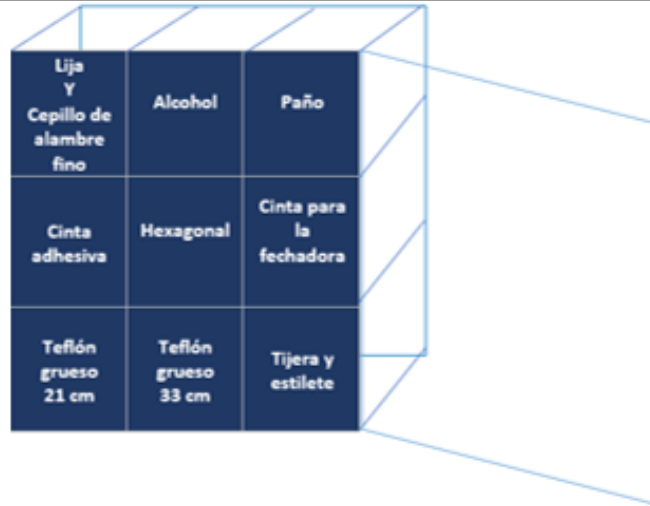 Lija
Y
Cepillo de
alambre
fino
Alcohol
Paño
Cinta
adhesiva
Hexagonal
Cinta para
la
fechadora
Teflón
grueso
21 cm
Teflón
grueso
33 cm
Tijera y
estilete